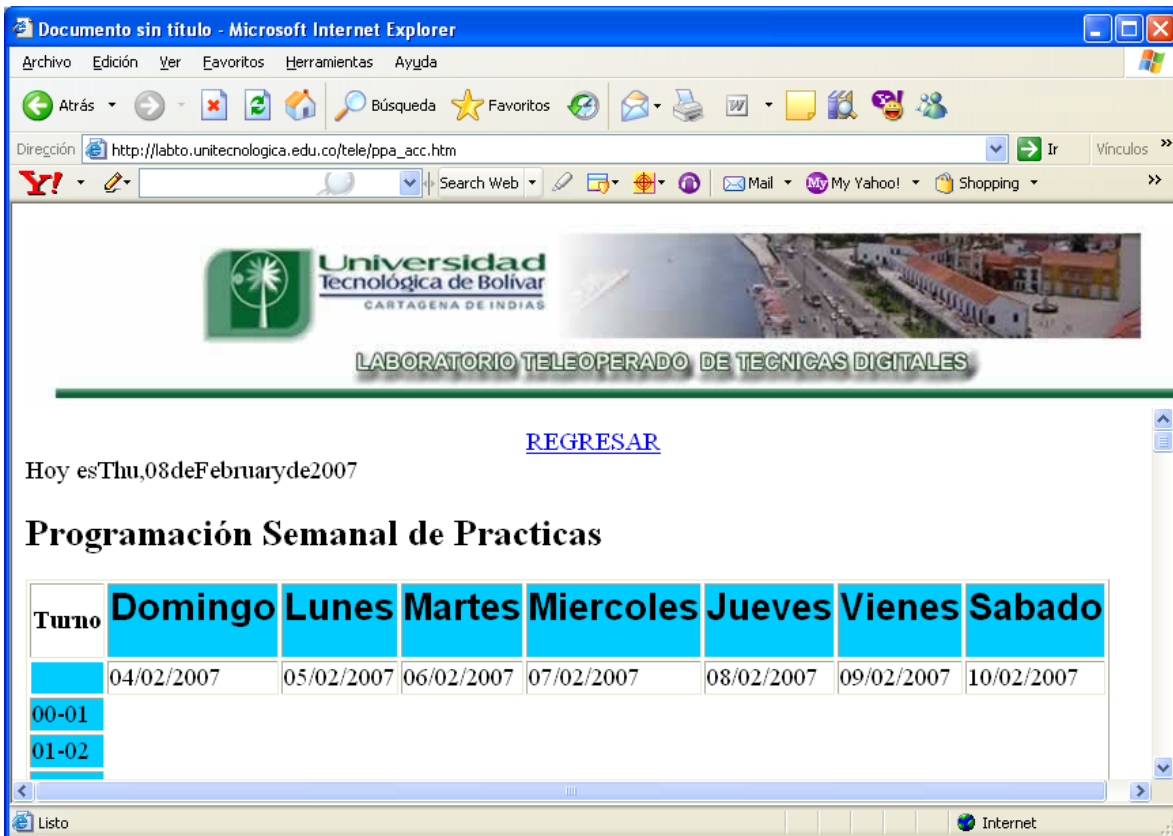 Documento sin título - Microsoft Internet Explorer
Archivo Edición Ver Favoritos Herramientas Ayuda
Atrás Búsqueda Favoritos
Dirección http://labto.unitecnologica.edu.co/tele/ppa_acc.htm Ir Vínculos »
Y! Search Web Mail My My Yahoo! Shopping »
Universidad
Tecnológica de Bolívar
CARTAGENA DE INDIAS
LABORATORIO TELEOPERADO DE TECNICAS DIGITALES
REGRESAR
Hoy esThu,08deFebruaryde2007
Programación Semanal de Practicas
Turno Domingo Lunes Martes Miercoles Jueves Vienes Sabado
04/02/2007 05/02/2007 06/02/2007 07/02/2007 08/02/2007 09/02/2007 10/02/2007
00-01
01-02
Listo Internet